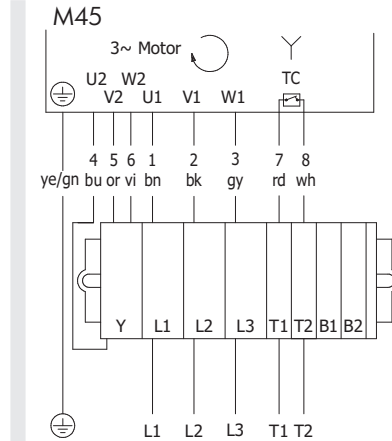 M45
3~ Motor
U2 W2 TC
V2 U1 V1 W1
4 5 6 1 2 3 7 8
ye/gn bu or vi bn bk gy rd wh
Y L1 L2 L3 T1 T2 B1 B2
L1 L2 L3 T1 T2